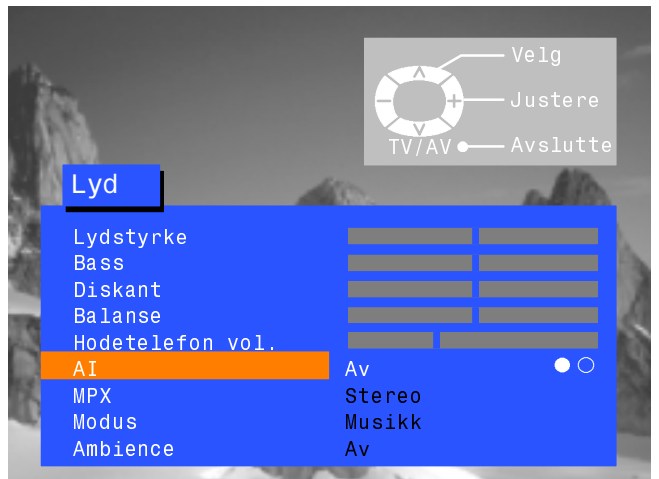 Velg
Justere
TV/AV Avslutte
Lyd
Lydstyrke
Bass
Diskant
Balanse
Hodetelefon vol.
AI Av
MPX Stereo
Modus Musikk
Ambience Av